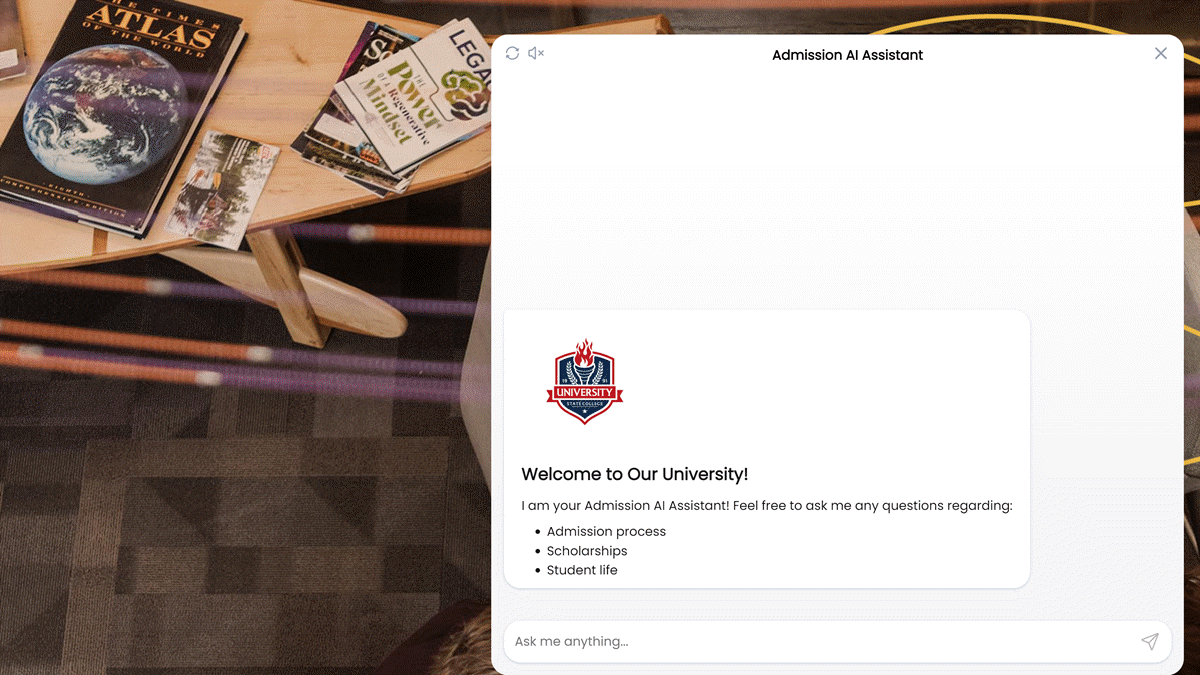 THE TIMES
ATLAS
OF THE WORLD
EIGHTH
COMPREHENSIVE EDITION
LEGA
THE
Power
OF A Regenerative
Mindset
Admission AI Assistant
19 91
UNIVERSITY
STATE COLLEGE
Welcome to Our University!
I am your Admission AI Assistant! Feel free to ask me any questions regarding:
• Admission process
• Scholarships
• Student life
Ask me anything...